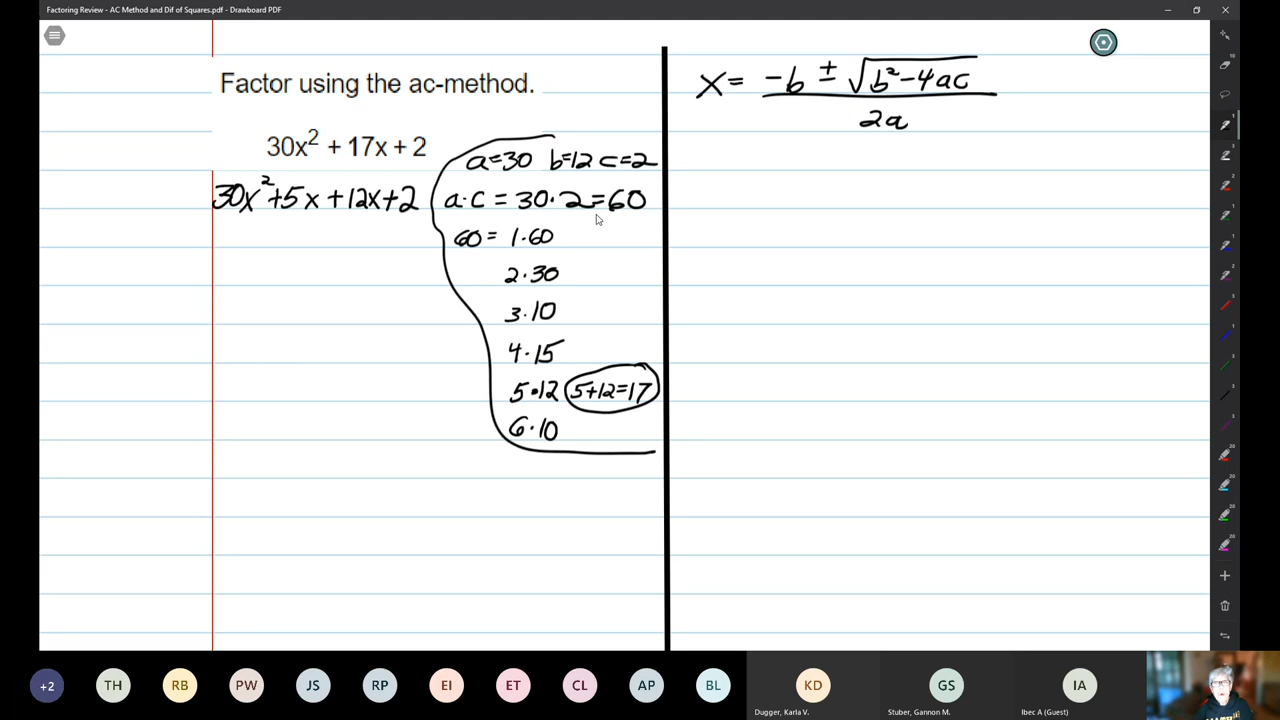 Factoring Review - AC Method and Dif of Squares.pdf - Drawboard PDF
Factor using the ac-method.
30x² + 17x + 2
30x²+5x+12x+2
a=30 b=12 c=2
a·c = 30·2=60
60= 1·60
2·30
3·10
4·15
5·12 5+12=17
6·10
x= -b ± √b²-4ac
2a
+2 TH RB PW JS RP EI ET CL AP BL KD GS IA
Dugger, Karla V. Stuber, Gannon M. Ibec A (Guest)